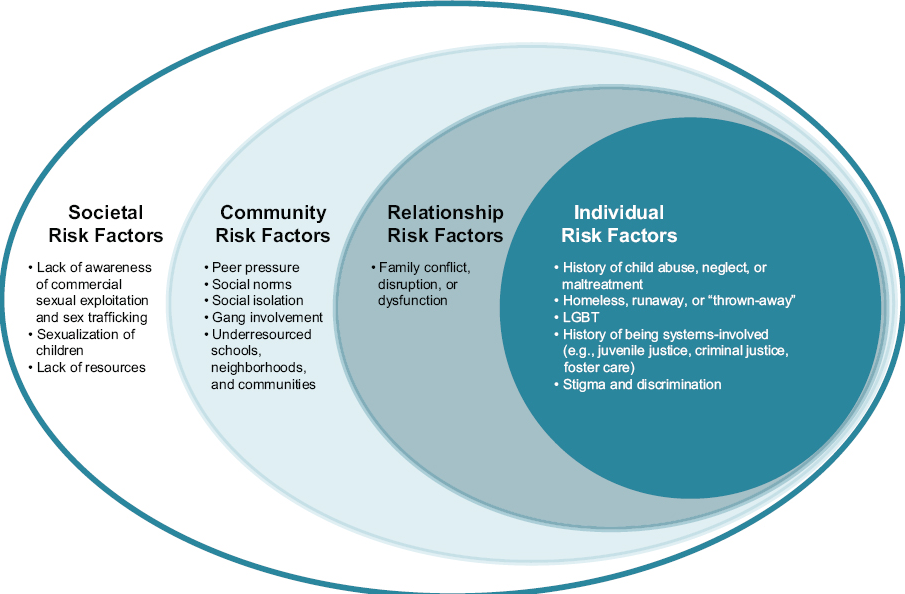 Societal
Risk Factors
• Lack of awareness
of commercial
sexual exploitation
and sex trafficking
• Sexualization of
children
• Lack of resources
Community
Risk Factors
• Peer pressure
• Social norms
• Social isolation
• Gang involvement
• Underresourced
schools,
neighborhoods,
and communities
Relationship
Risk Factors
• Family conflict,
disruption, or
dysfunction
Individual
Risk Factors
• History of child abuse, neglect, or
maltreatment
• Homeless, runaway, or “thrown-away”
• LGBT
• History of being systems-involved
(e.g., juvenile justice, criminal justice,
foster care)
• Stigma and discrimination